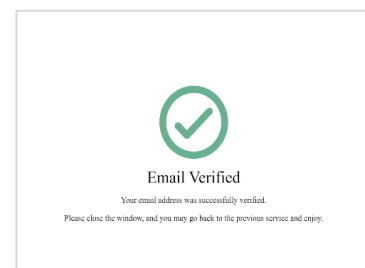 Email Verified
Your email address was successfully verified.
Please close the window, and you may go back to the previous service and enjoy.